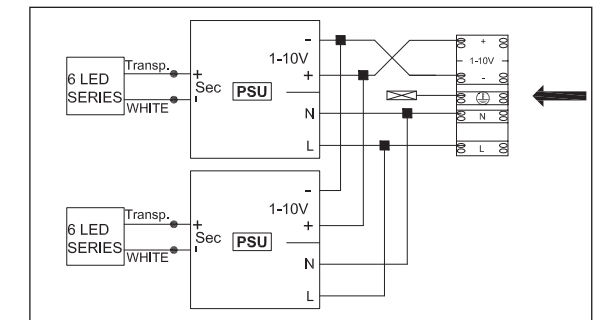 6 LED
SERIES
Transp.
WHITE
+
-
Sec
PSU
-
1-10V
+
N
L
+
1-10V
-
N
L
6 LED
SERIES
Transp.
WHITE
+
-
Sec
PSU
-
1-10V
+
N
L